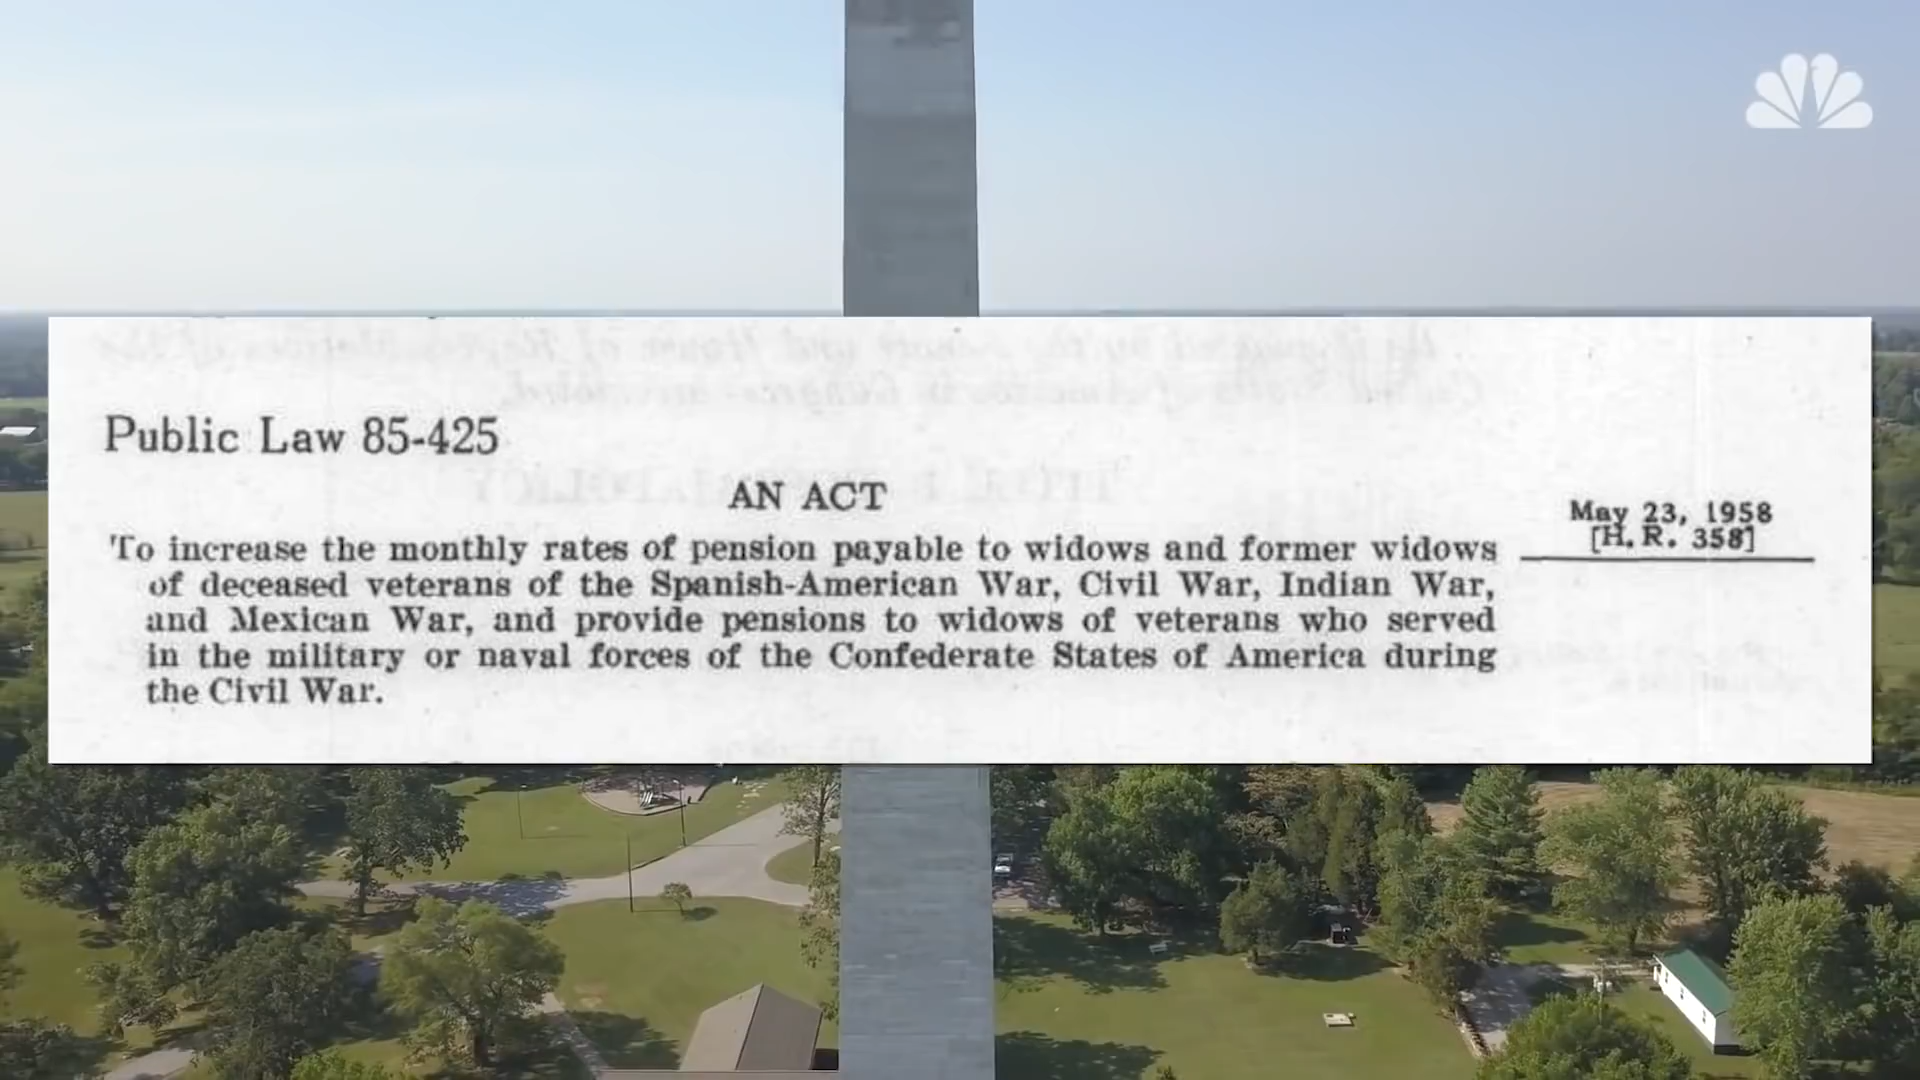 Public Law 85-425
AN ACT
To increase the monthly rates of pension payable to widows and former widows
of deceased veterans of the Spanish-American War, Civil War, Indian War,
and Mexican War, and provide pensions to widows of veterans who served
in the military or naval forces of the Confederate States of America during
the Civil War.
May 23, 1958
[H. R. 358]